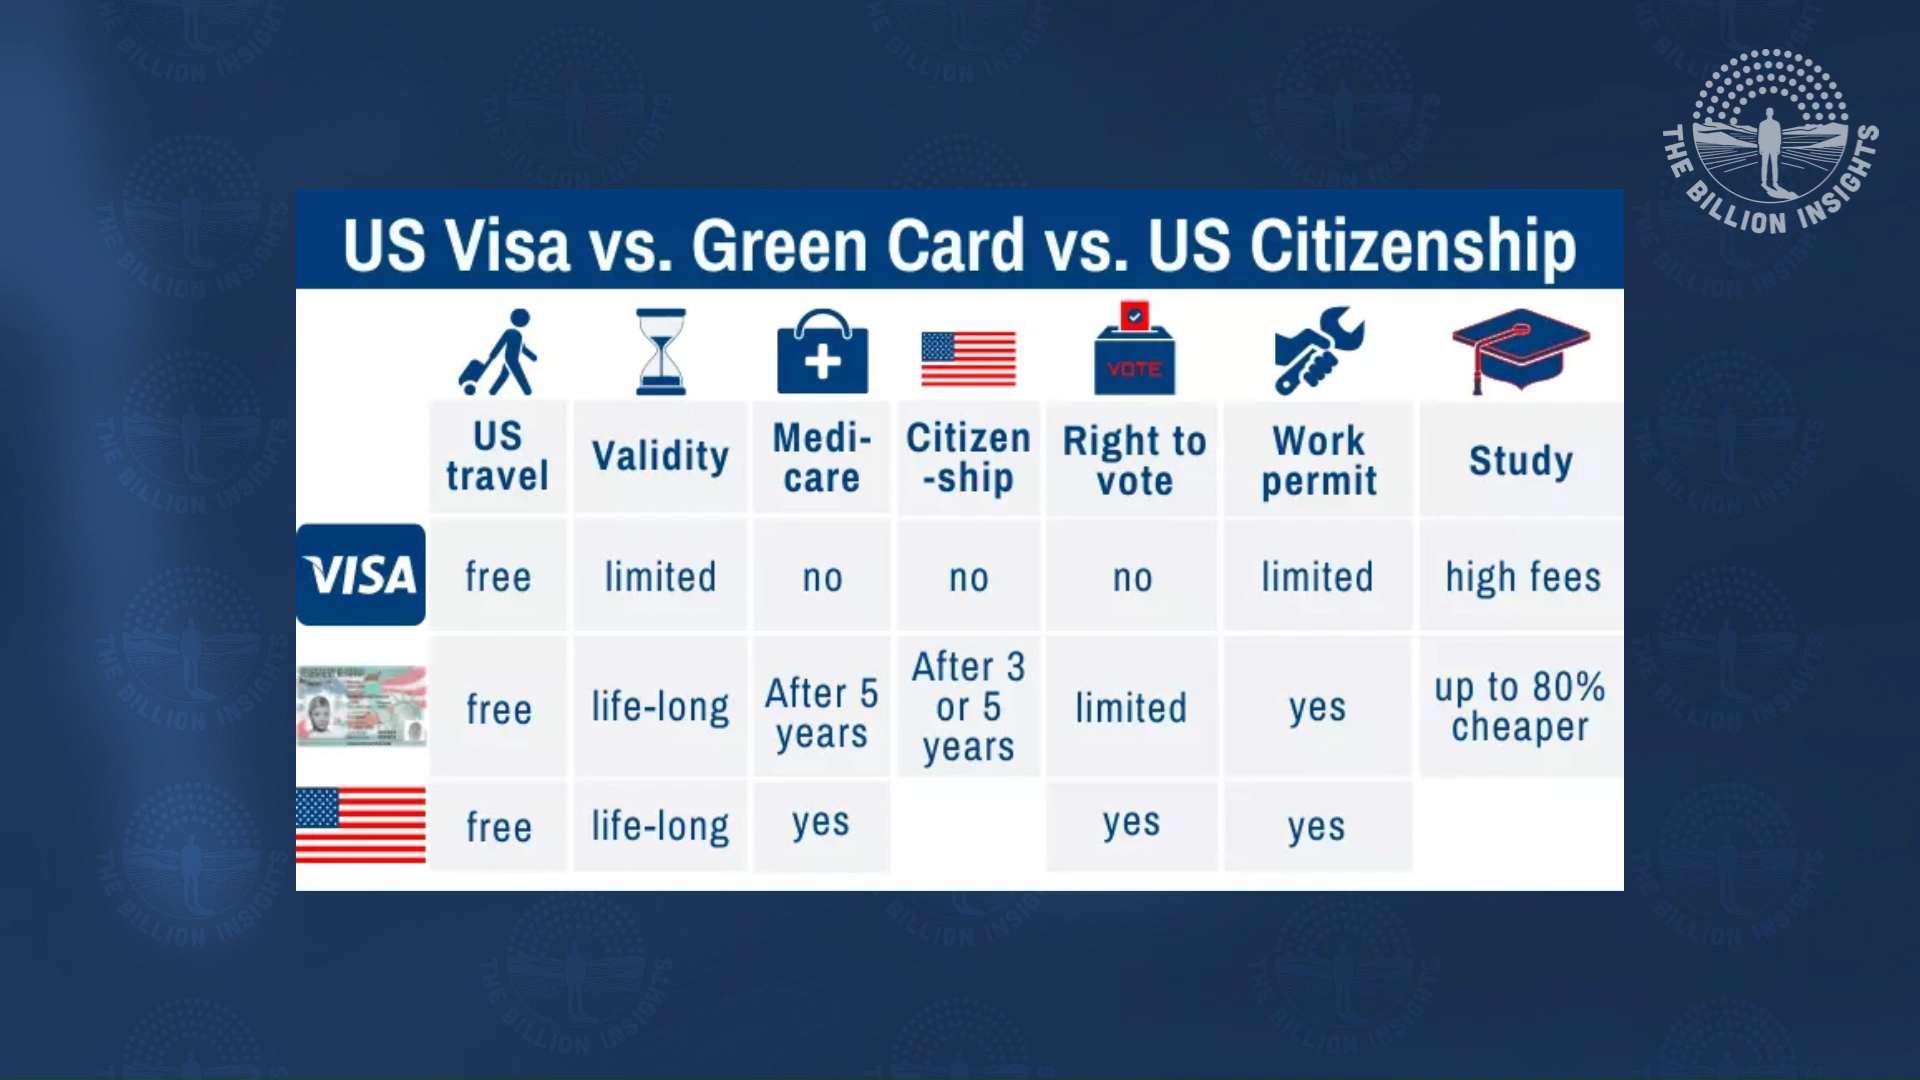 THE BILLION INSIGHTS
US Visa vs. Green Card vs. US Citizenship
VOTE
US
travel
Validity
Medi-
care
Citizen
-ship
Right to
vote
Work
permit
Study
VISA
free
limited
no
no
no
limited
high fees
free
life-long
After 5
years
After 3
or 5
years
limited
yes
up to 80%
cheaper
free
life-long
yes
yes
yes